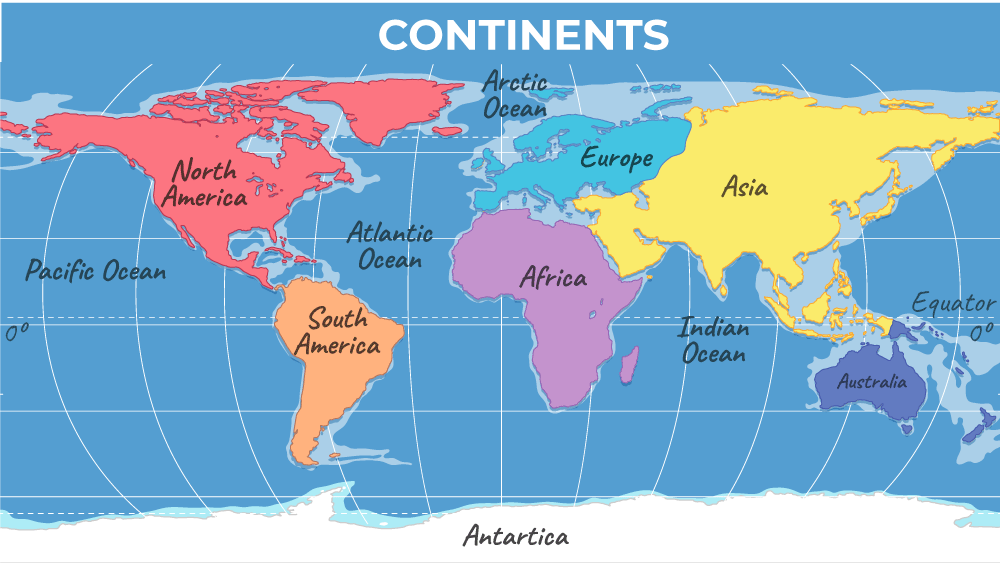 CONTINENTS
Arctic
Ocean
North
America
Europe
Asia
Atlantic
Ocean
Pacific Ocean
Africa
Equator
0°
0°
South
America
Indian
Ocean
Australia
Antartica